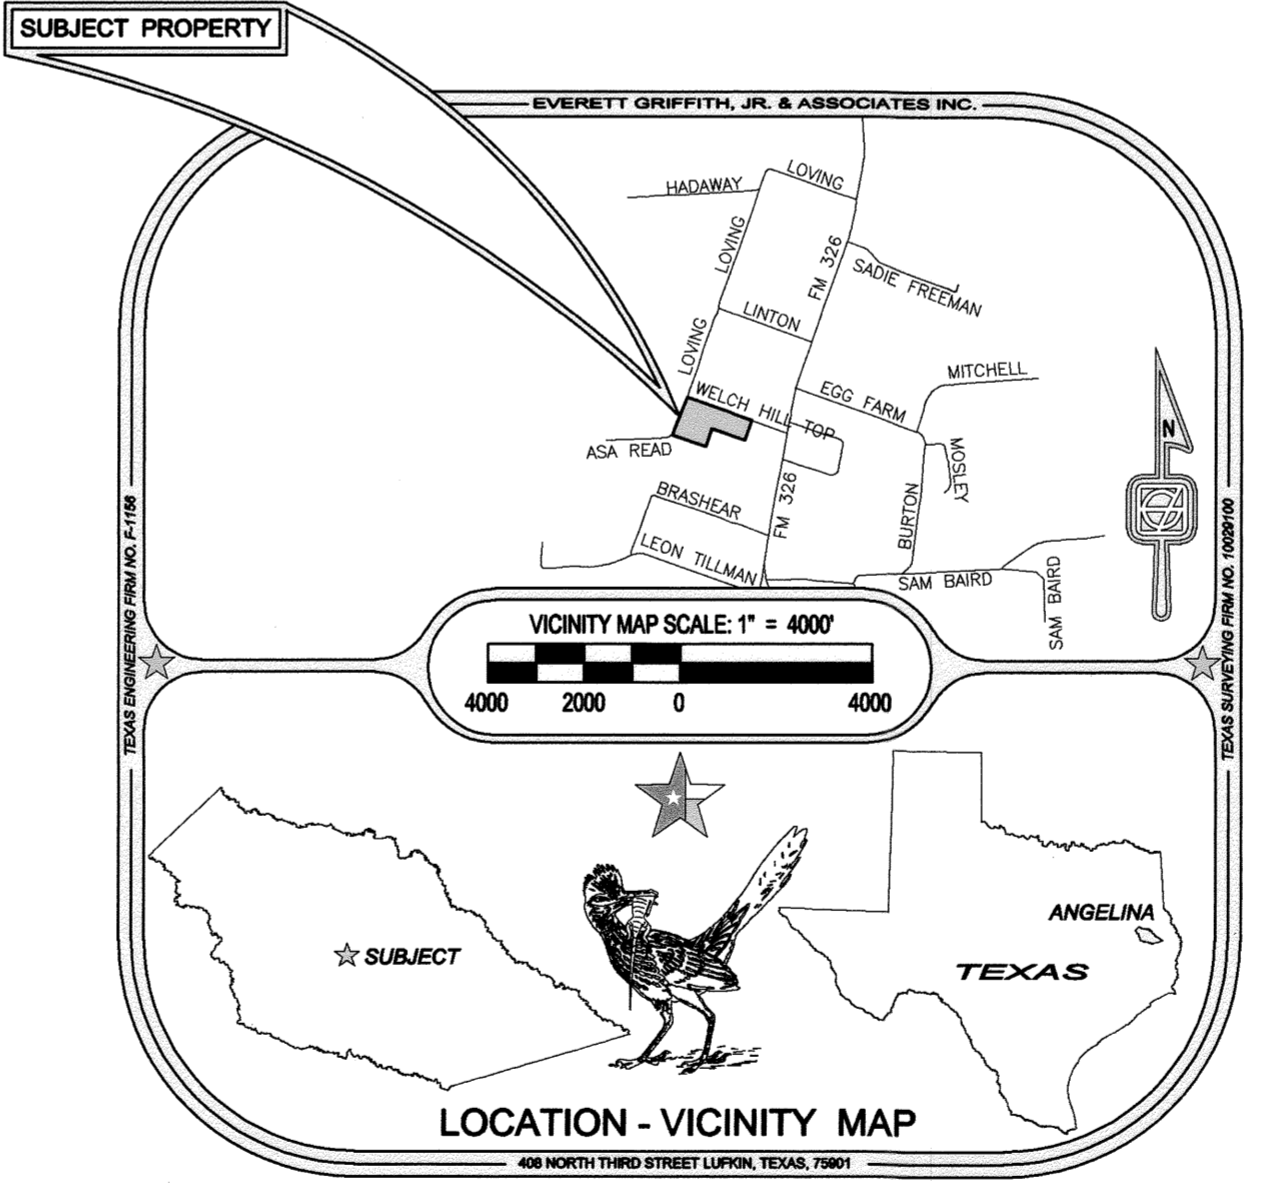 SUBJECT PROPERTY
EVERETT GRIFFITH, JR. & ASSOCIATES INC.
LOVING
HADAWAY
LOVING
FM 326
SADIE FREEMAN
LINTON
LOVING
MITCHELL
WELCH HILL TOP
EGG FARM
N
ASA READ
MOSLEY
BRASHEAR
FM 326
BURTON
LEON TILLMAN
SAM BAIRD
SAM BAIRD
TEXAS ENGINEERING FIRM NO. F-1156
TEXAS SURVEYING FIRM NO. 10029100
VICINITY MAP SCALE: 1" = 4000'
4000 2000 0 4000
ANGELINA
SUBJECT
TEXAS
LOCATION - VICINITY MAP
408 NORTH THIRD STREET LUFKIN, TEXAS, 75901